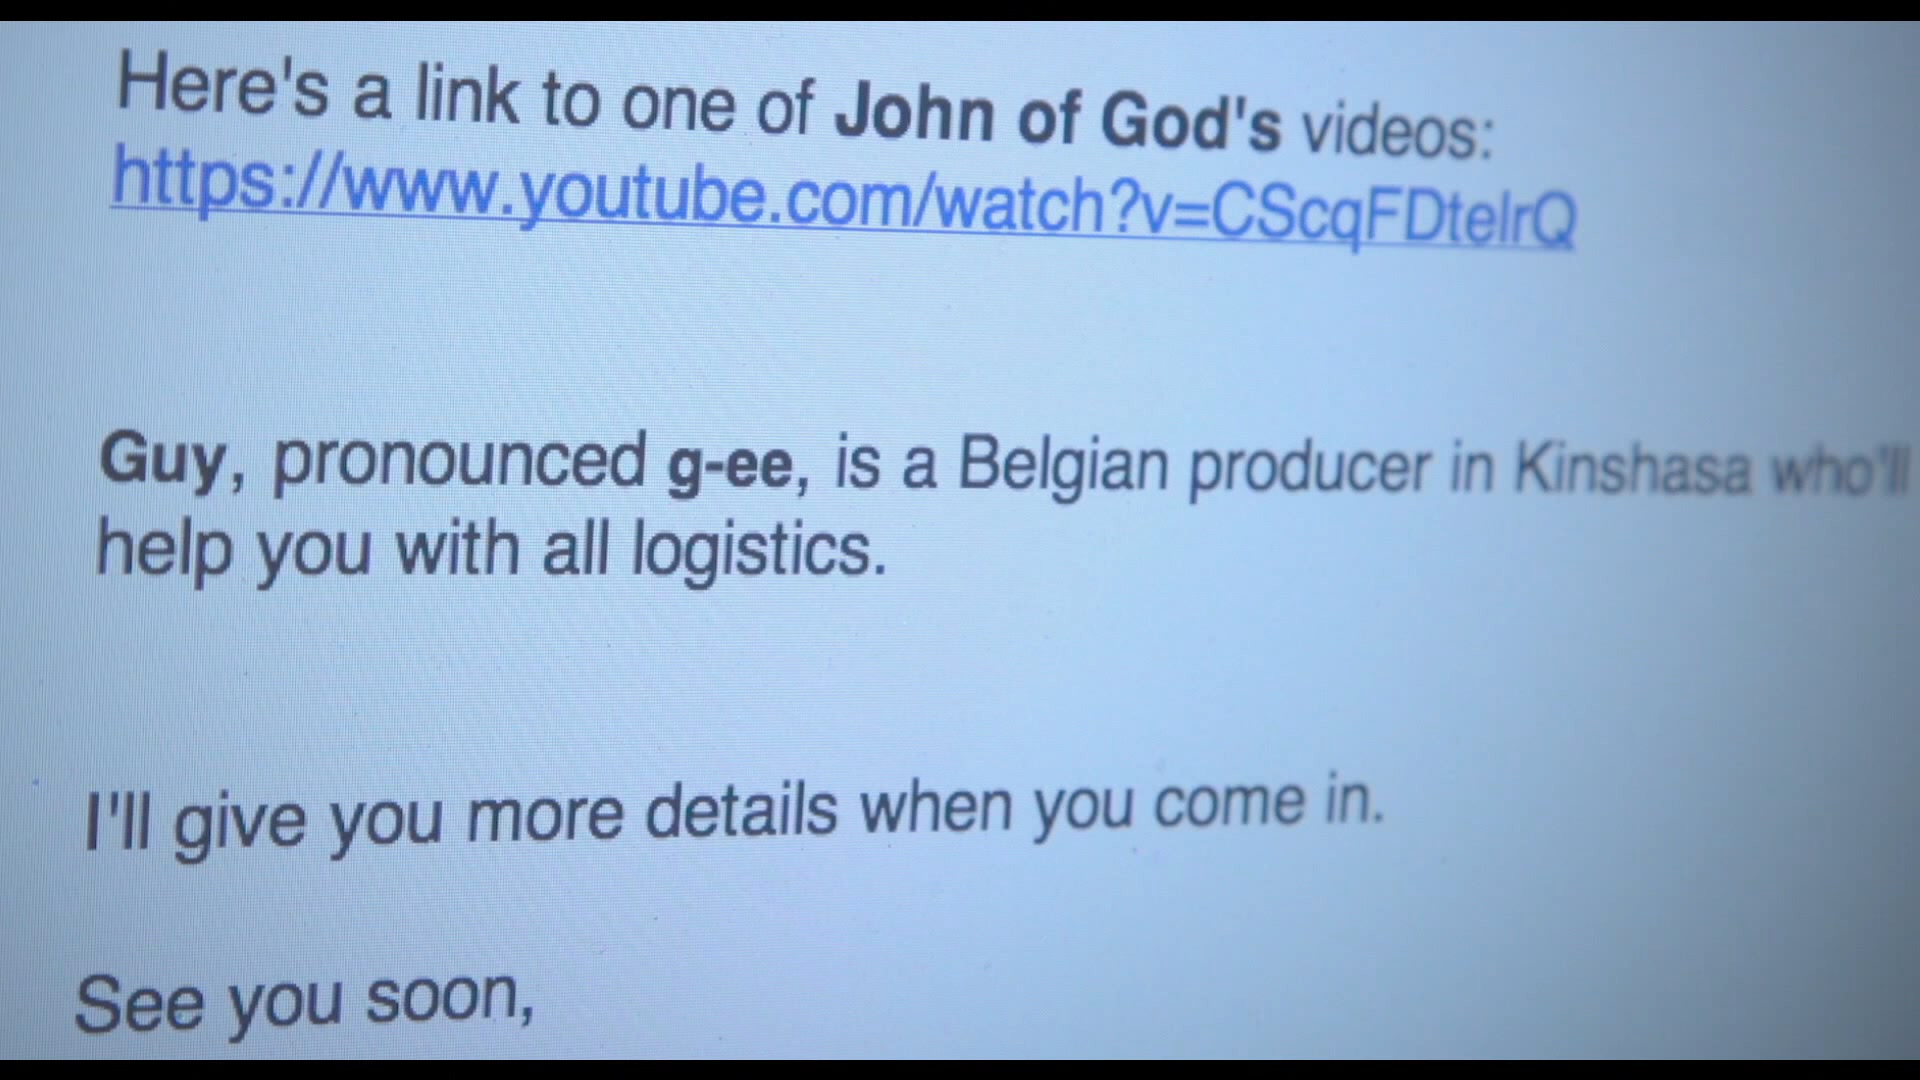 Here's a link to one of John of God's videos:
https://www.youtube.com/watch?v=CScqFDtelrQ
Guy, pronounced g-ee, is a Belgian producer in Kinshasa who'll
help you with all logistics.
I'll give you more details when you come in.
See you soon,